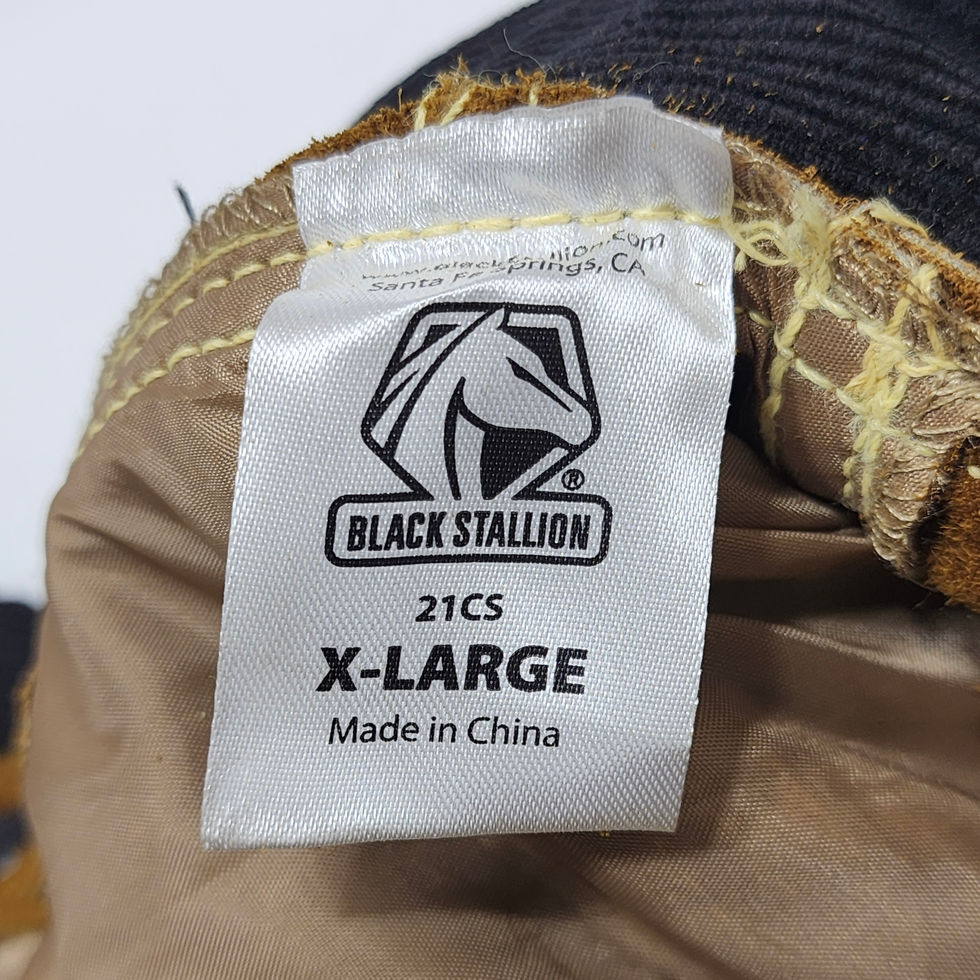 Santa Fe Springs, CA
®
BLACK STALLION
21CS
X-LARGE
Made in China